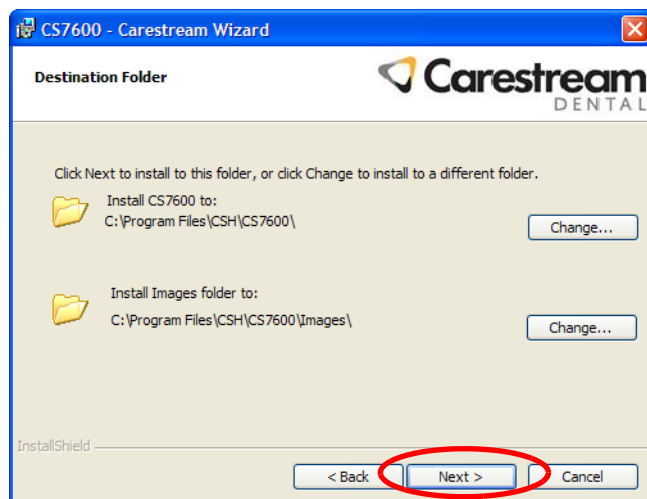 CS7600 - Carestream Wizard
Destination Folder
Carestream
DENTAL
Click Next to install to this folder, or click Change to install to a different folder.
Install CS7600 to:
C:\Program Files\CSH\CS7600\
Change...
Install Images folder to:
C:\Program Files\CSH\CS7600\Images\
Change...
InstallShield
< Back
Next >
Cancel